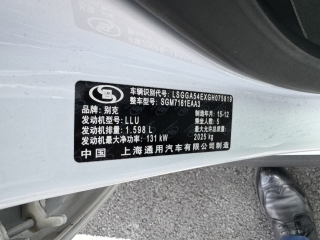 车辆识别代号: LSGGA54EXGH075819
整车型号: SGM7161EAA3
品牌: 别克 制造年月: 15-12
发动机型号: LLU 乘坐人数: 5
发动机排量: 1.598 L 最大允许总质量:
发动机最大净功率: 131 kW 2025 kg
中国 上海通用汽车有限公司制造